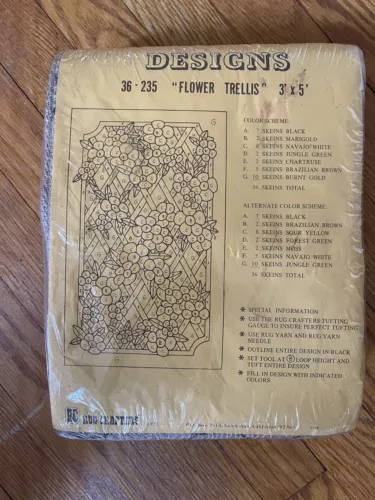 DESIGNS
36-235 "FLOWER TRELLIS" 3' x 5'
COLOR SCHEME:
A. 7 SKEINS BLACK
B. 2 SKEINS MARIGOLD
C. 8 SKEINS NAVAJO WHITE
D. 2 SKEINS JUNGLE GREEN
E. 2 SKEINS CHARTRUSE
F. SKEINS BRAZILIAN BROWN
G. 10 SKEINS BURNT GOLD
36 SKEINS TOTAL
ALTERNATE COLOR SCHEME:
A. 7 SKEINS BLACK
B. 2 SKEINS BRAZILIAN BROWN
C. 8 SKEINS SOUR YELLOW
D. 2 SKEINS FOREST GREEN
E. 2 SKEINS MOSS
F. SKEINS NAVAJO WHITE
G. 10 SKEINS JUNGLE GREEN
36 SKEINS TOTAL
* SPECIAL INFORMATION
* USE THE RUG CRAFTERS TUFTING
GAUGE TO INSURE PERFECT TUFTING
* USE RUG YARN AND RUG YARN
NEEDLE
* OUTLINE ENTIRE DESIGN IN BLACK
* SET TOOL AT 8 LOOP HEIGHT AND
TUFT ENTIRE DESIGN
* FILL IN DESIGN WITH INDICATED
COLORS
G
RC RUG CRAFTERS